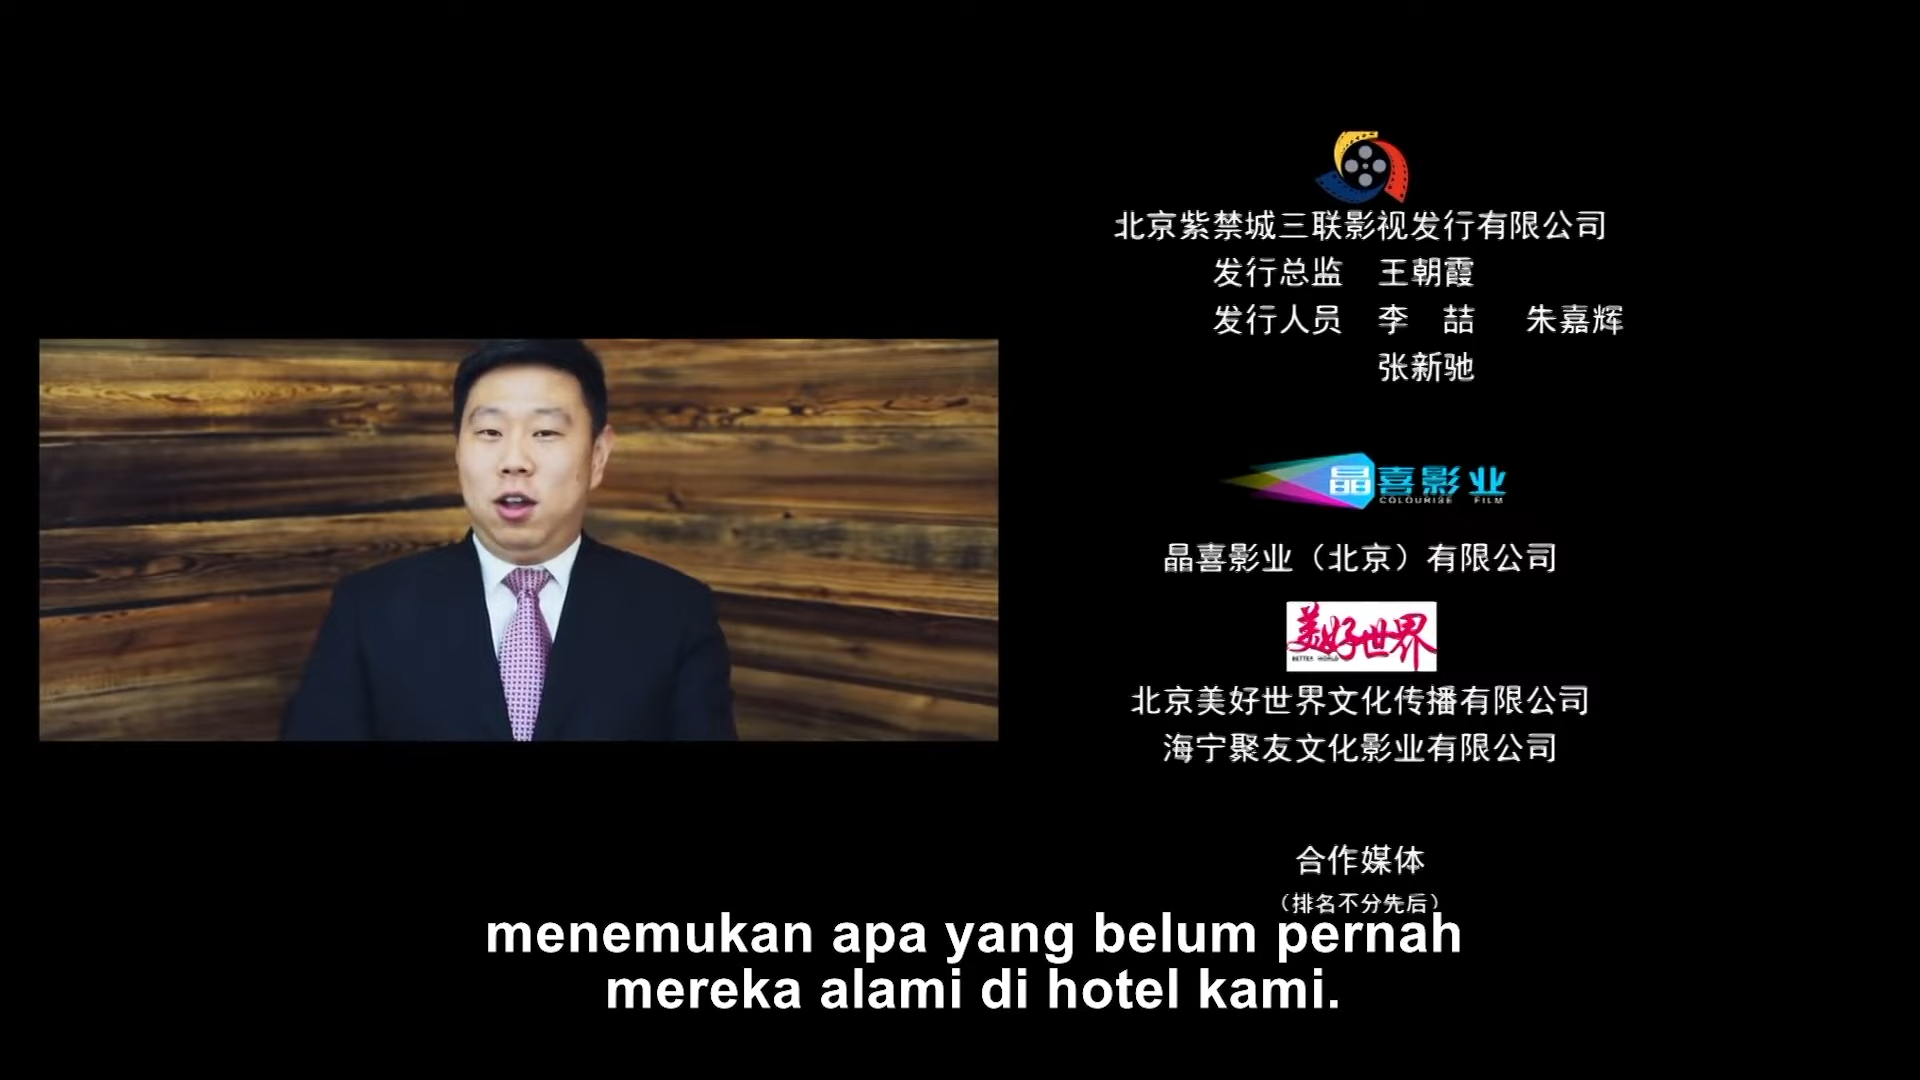 北京紫禁城三联影视发行有限公司
发行总监 王朝霞
发行人员 李 喆 朱嘉辉
张新驰
晶喜影业
COLOURISE FILM
晶喜影业（北京）有限公司
美好世界
BETTER WORLD
北京美好世界文化传播有限公司
海宁聚友文化影业有限公司
合作媒体
（排名不分先后）
menemukan apa yang belum pernah
mereka alami di hotel kami.